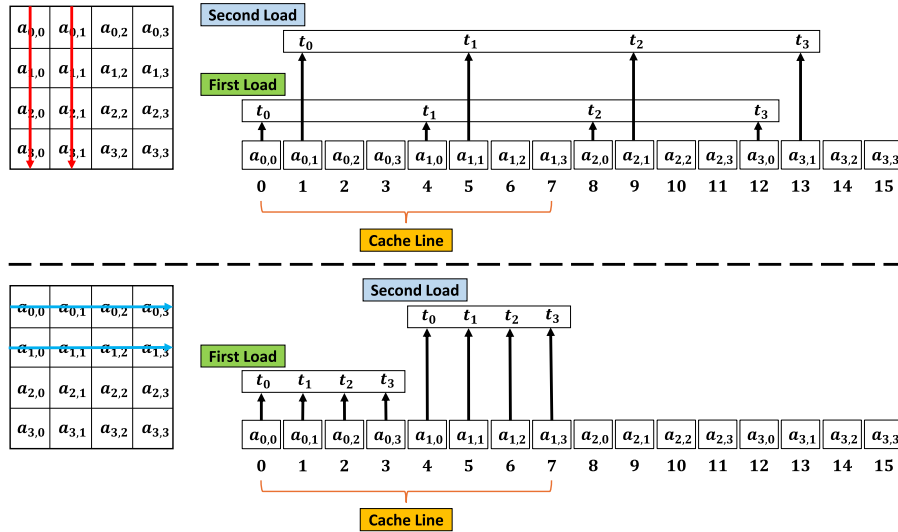 a0,0 a0,1 a0,2 a0,3
a1,0 a1,1 a1,2 a1,3
a2,0 a2,1 a2,2 a2,3
a3,0 a3,1 a3,2 a3,3
Second Load
t0 t1 t2 t3
First Load
t0 t1 t2 t3
a0,0 a0,1 a0,2 a0,3 a1,0 a1,1 a1,2 a1,3 a2,0 a2,1 a2,2 a2,3 a3,0 a3,1 a3,2 a3,3
0 1 2 3 4 5 6 7 8 9 10 11 12 13 14 15
Cache Line
a0,0 a0,1 a0,2 a0,3
a1,0 a1,1 a1,2 a1,3
a2,0 a2,1 a2,2 a2,3
a3,0 a3,1 a3,2 a3,3
Second Load
t0 t1 t2 t3
First Load
t0 t1 t2 t3
a0,0 a0,1 a0,2 a0,3 a1,0 a1,1 a1,2 a1,3 a2,0 a2,1 a2,2 a2,3 a3,0 a3,1 a3,2 a3,3
0 1 2 3 4 5 6 7 8 9 10 11 12 13 14 15
Cache Line